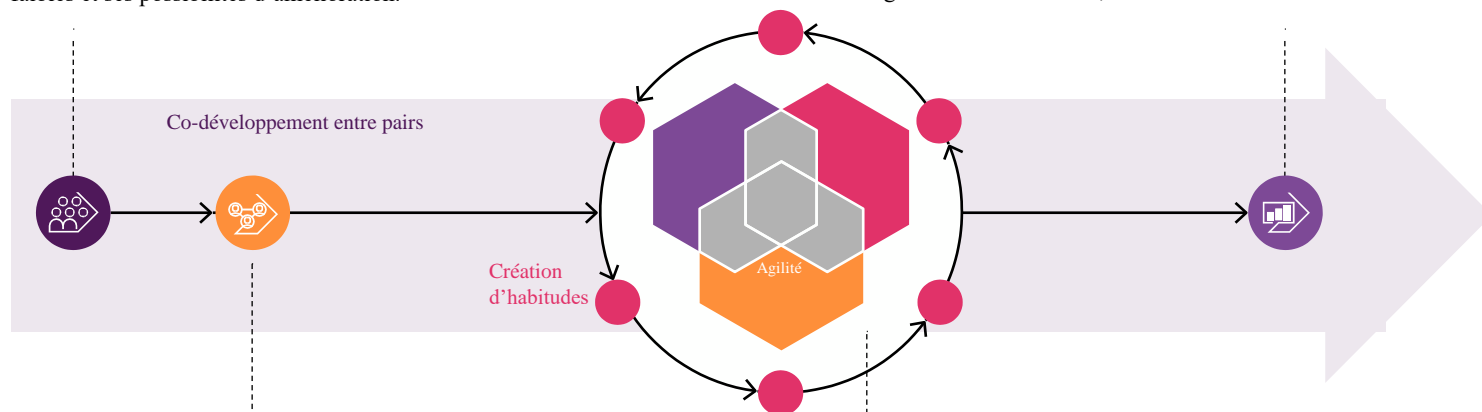 Co-développement entre pairs
Création
d’habitudes
Agilité